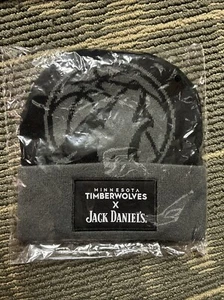 MINNESOTA
TIMBERWOLVES
X
JACK DANIEL'S